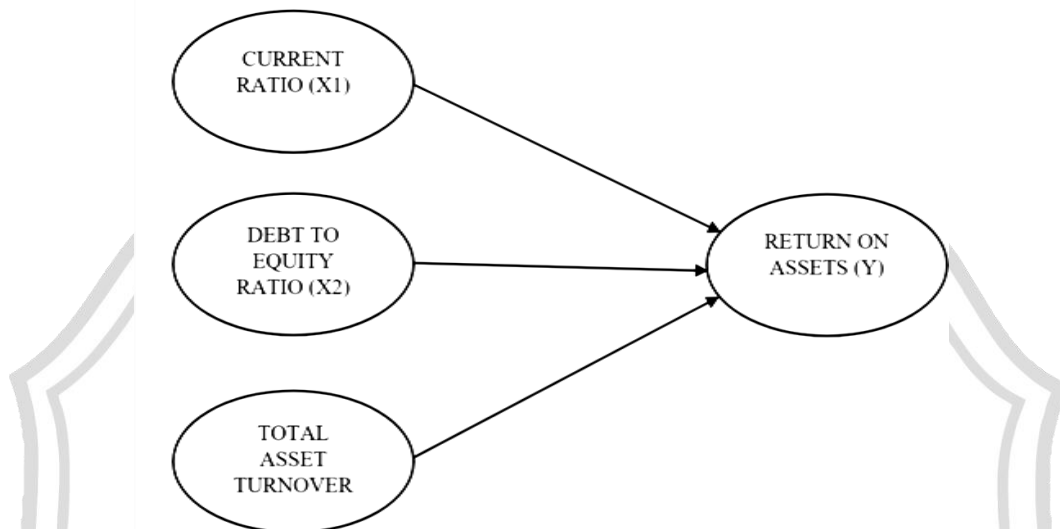 CURRENT
RATIO (X1)
DEBT TO
EQUITY
RATIO (X2)
RETURN ON
ASSETS (Y)
TOTAL
ASSET
TURNOVER